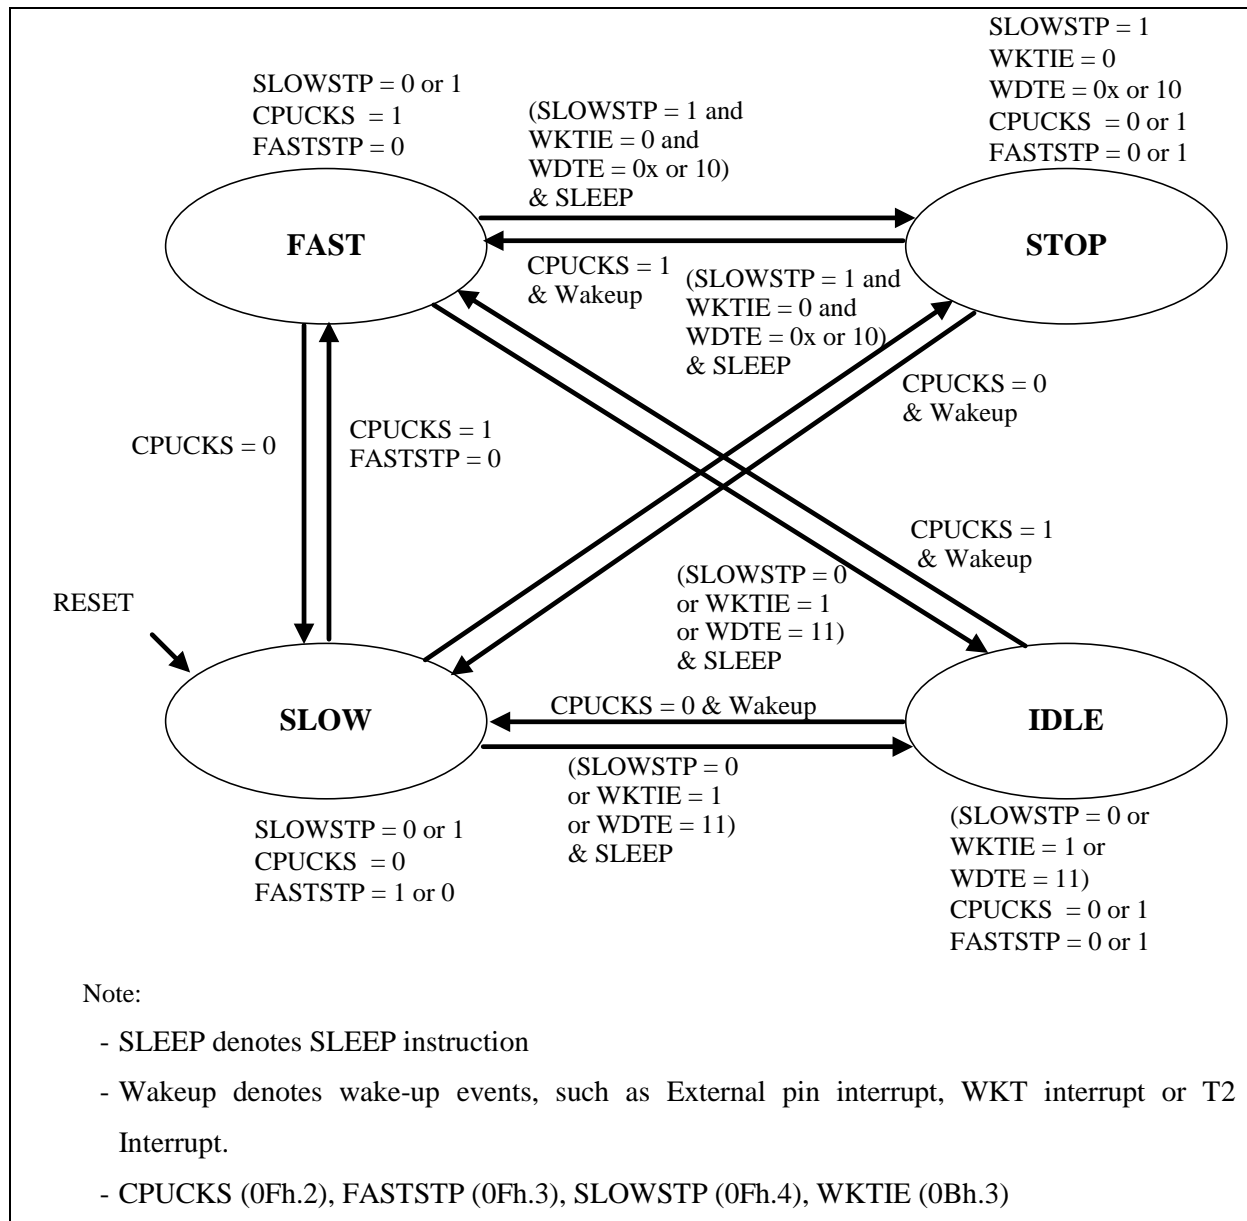 SLOWSTP = 1
WKTIE = 0
WDTE = 0x or 10
CPUCKS = 0 or 1
FASTSTP = 0 or 1
SLOWSTP = 0 or 1
CPUCKS = 1
FASTSTP = 0
(SLOWSTP = 1 and
WKTIE = 0 and
WDTE = 0x or 10)
& SLEEP
FAST
STOP
CPUCKS = 1
& Wakeup
(SLOWSTP = 1 and
WKTIE = 0 and
WDTE = 0x or 10)
& SLEEP
CPUCKS = 0
& Wakeup
CPUCKS = 0
CPUCKS = 1
FASTSTP = 0
CPUCKS = 1
& Wakeup
(SLOWSTP = 0
or WKTIE = 1
or WDTE = 11)
& SLEEP
RESET
SLOW
CPUCKS = 0 & Wakeup
IDLE
(SLOWSTP = 0
or WKTIE = 1
or WDTE = 11)
& SLEEP
SLOWSTP = 0 or 1
CPUCKS = 0
FASTSTP = 1 or 0
(SLOWSTP = 0 or
WKTIE = 1 or
WDTE = 11)
CPUCKS = 0 or 1
FASTSTP = 0 or 1
Note:
- SLEEP denotes SLEEP instruction
- Wakeup denotes wake-up events, such as External pin interrupt, WKT interrupt or T2
Interrupt.
- CPUCKS (0Fh.2), FASTSTP (0Fh.3), SLOWSTP (0Fh.4), WKTIE (0Bh.3)